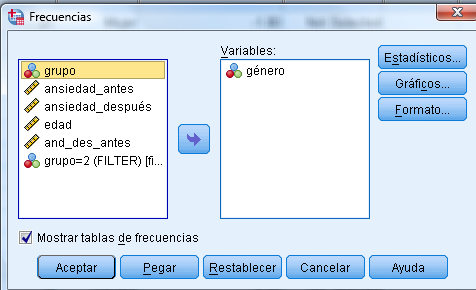 Frecuencias
Variables:
grupo
ansiedad_antes
ansiedad_después
edad
and_des_antes
grupo=2 (FILTER) [fi...
género
Estadísticos...
Gráficos...
Formato...
Mostrar tablas de frecuencias
Aceptar Pegar Restablecer Cancelar Ayuda